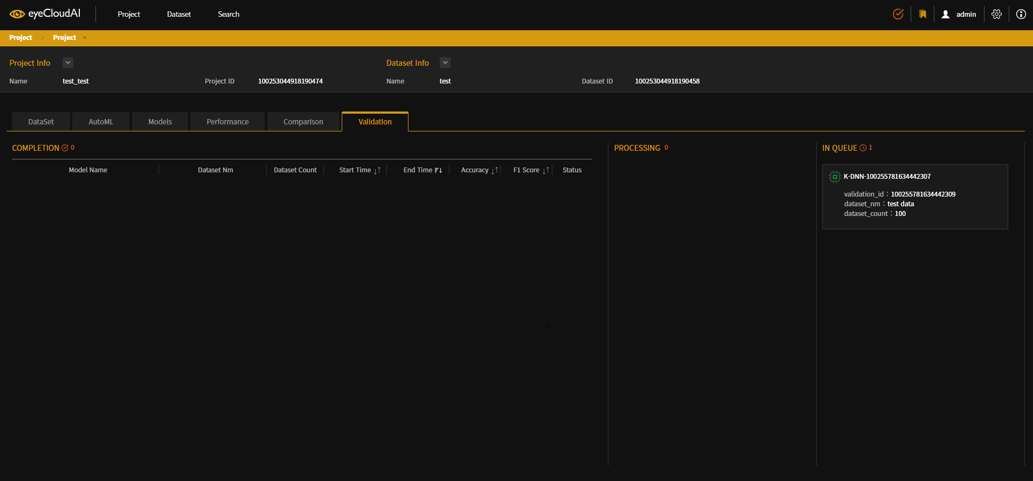 eyeCloudAI Project Dataset Search admin
Project Project
Project Info Dataset Info
Name test_test Project ID 100253044918190474 Name test Dataset ID 100253044918190458
DataSet AutoML Models Performance Comparison Validation
COMPLETION 0 PROCESSING 0 IN QUEUE 1
Model Name Dataset Nm Dataset Count Start Time ↓↑ End Time ↓ Accuracy ↓↑ F1 Score ↓↑ Status
K-DNN-100255781634442307
validation_id : 100255781634442309
dataset_nm : test data
dataset_count : 100